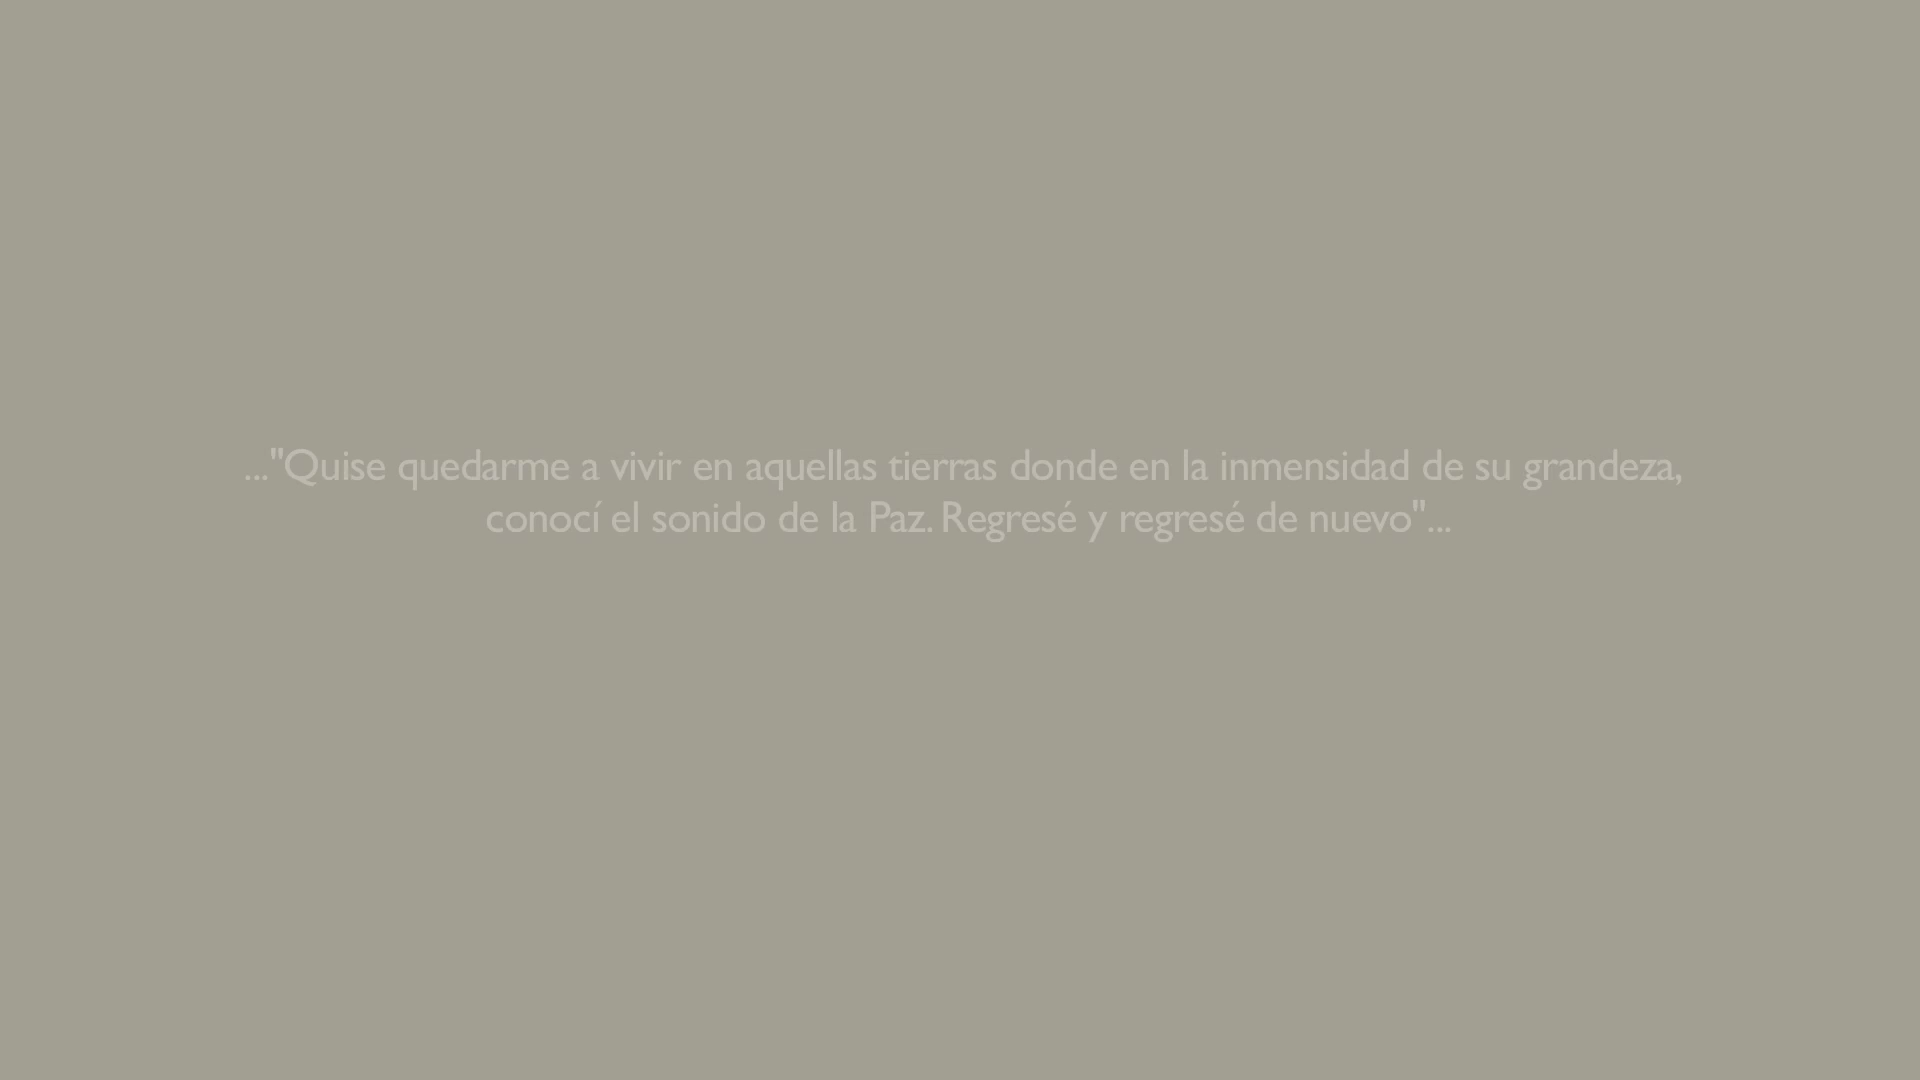 ..."Quise quedarme a vivir en aquellas tierras donde en la inmensidad de su grandeza,
conocí el sonido de la Paz. Regresé y regresé de nuevo"...